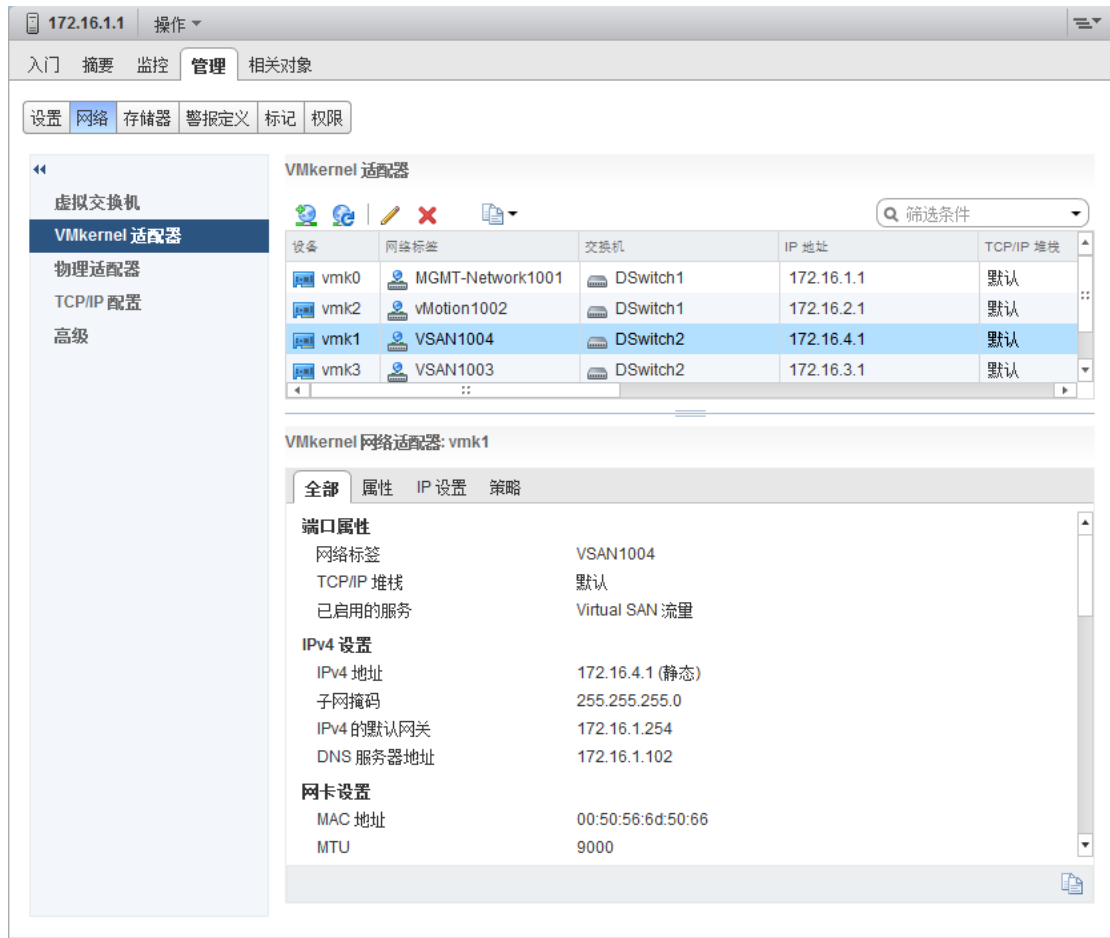 172.16.1.1 操作
入门 摘要 监控 管理 相关对象
设置 网络 存储器 警报定义 标记 权限
虚拟交换机
VMkernel 适配器
物理适配器
TCP/IP 配置
高级
VMkernel 适配器
筛选条件
设备 网络标签 交换机 IP 地址 TCP/IP 堆栈
vmk0 MGMT-Network1001 DSwitch1 172.16.1.1 默认
vmk2 vMotion1002 DSwitch1 172.16.2.1 默认
vmk1 VSAN1004 DSwitch2 172.16.4.1 默认
vmk3 VSAN1003 DSwitch2 172.16.3.1 默认
VMkernel 网络适配器: vmk1
全部 属性 IP 设置 策略
端口属性
网络标签 VSAN1004
TCP/IP 堆栈 默认
已启用的服务 Virtual SAN 流量
IPv4 设置
IPv4 地址 172.16.4.1 (静态)
子网掩码 255.255.255.0
IPv4 的默认网关 172.16.1.254
DNS 服务器地址 172.16.1.102
网卡设置
MAC 地址 00:50:56:6d:50:66
MTU 9000